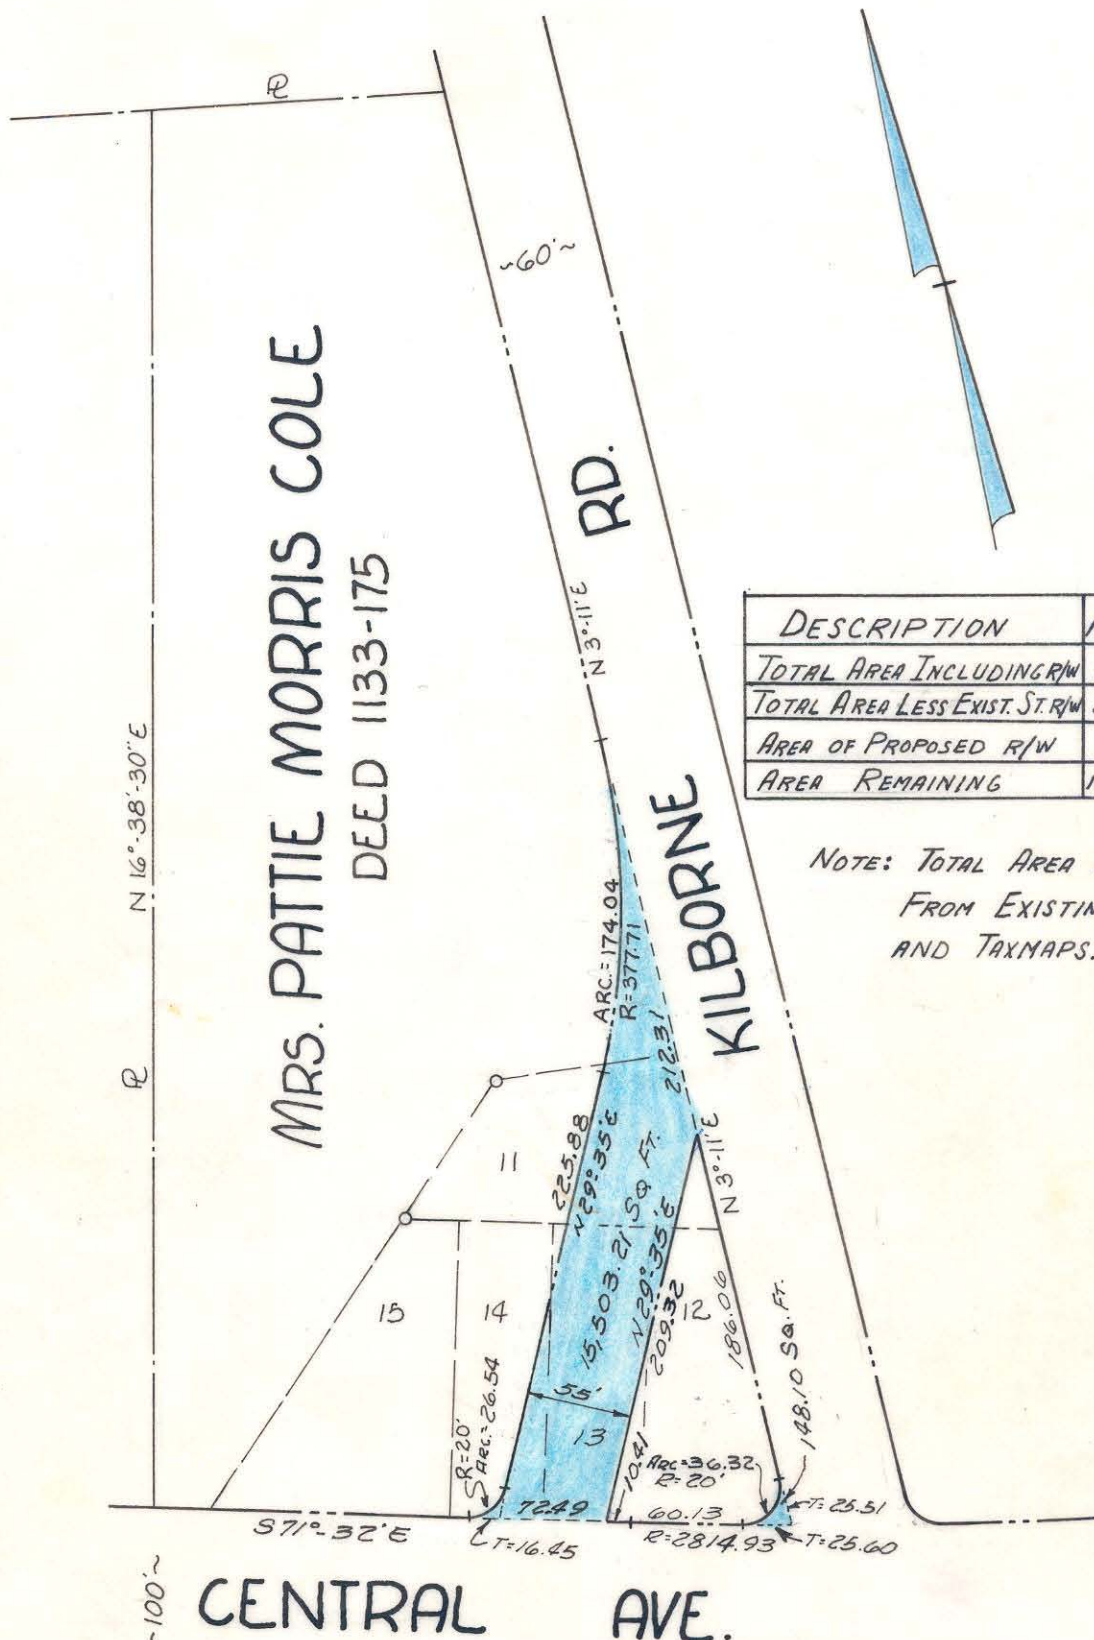 ℄
~60'~
MRS. PATTIE MORRIS COLE
DEED 1133-175
RD.
KILBORNE
N 3°-11' E
N 16°-38'-30" E
℄
DESCRIPTION
TOTAL AREA INCLUDING R/W
TOTAL AREA LESS EXIST. ST. R/W
AREA OF PROPOSED R/W
AREA REMAINING
NOTE: TOTAL AREA
FROM EXISTIN
AND TAXMAPS.
ARC.=174.04
R=377.71
212.31
225.88
N 29°-35' E
15,503.21 SQ FT.
N 29°-35' E
209.32
N 3°-11' E
186.06
148.10 SQ. FT.
11
15
14
12
13
55'
R=20'
ARC.=26.54
10.41
ARC=36.32
R=20'
72.49
60.13
T=25.51
S 71°-32' E
T=16.45
R=2814.93
T=25.60
100'~
CENTRAL AVE.